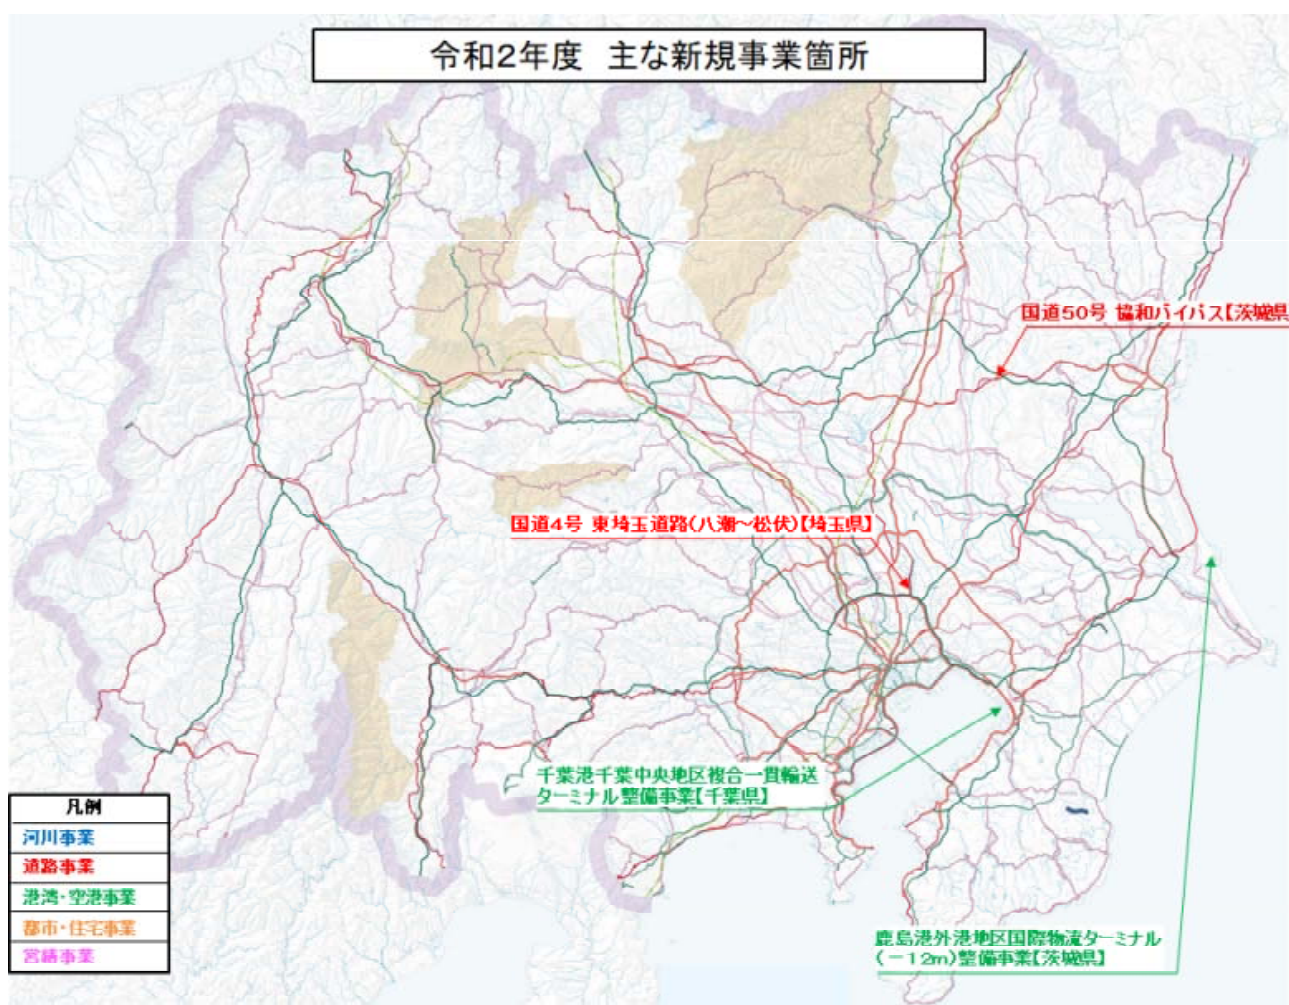 令和2年度 主な新規事業箇所
国道50号 協和バイパス【茨城県
国道4号 東埼玉道路(八潮～松伏)【埼玉県】
千葉港千葉中央地区複合一貫輸送
ターミナル整備事業【千葉県】
鹿島港外港地区国際物流ターミナル
(－12m)整備事業【茨城県】
凡例
河川事業
道路事業
港湾・空港事業
都市・住宅事業
営繕事業